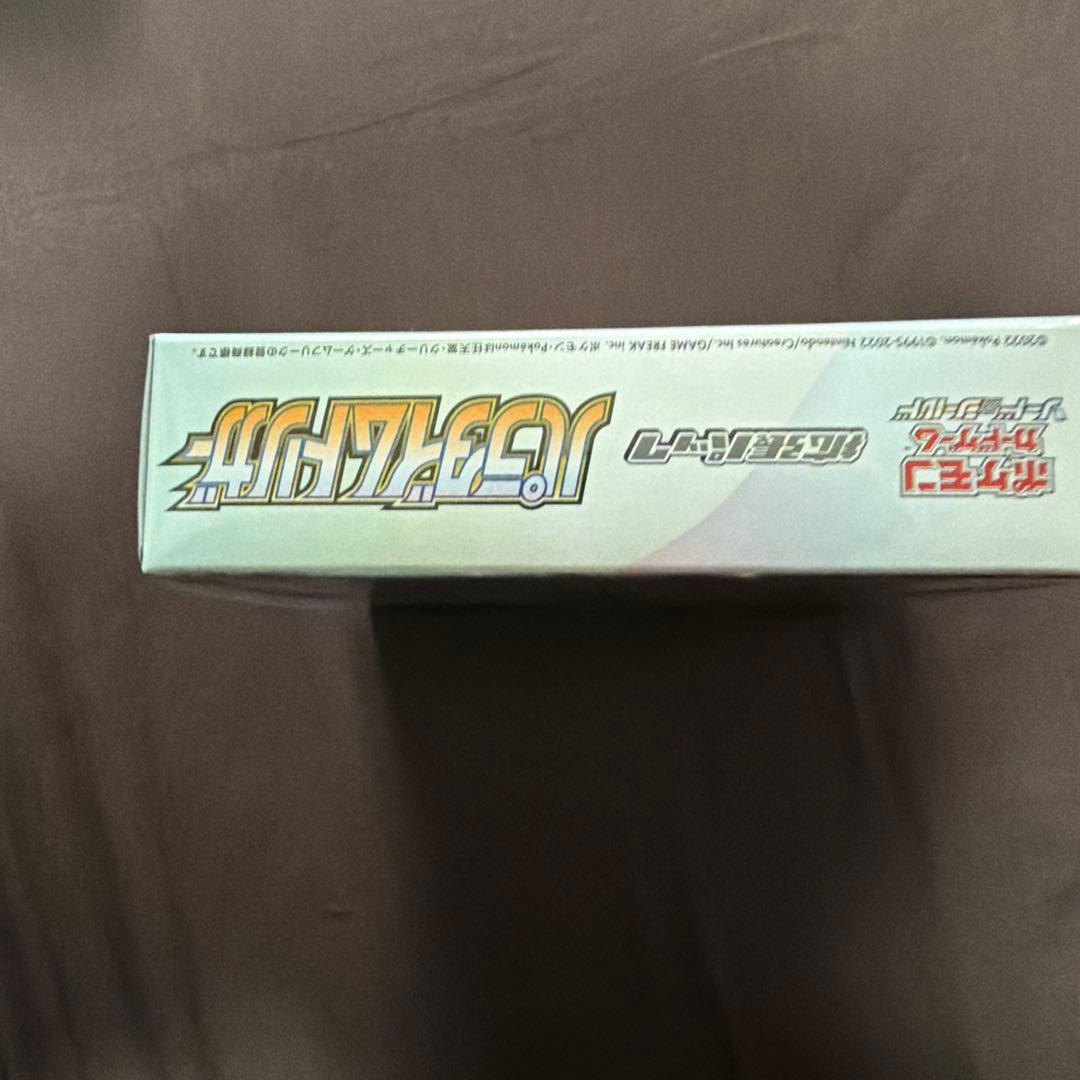 ポケモン
カードゲーム
ソード&シールド
拡張パック
パラダイムトリガー
©2022 Pokémon. ©1995-2022 Nintendo/Creatures Inc./GAME FREAK inc. ポケモン・Pokémonは任天堂・クリーチャーズ・ゲームフリークの登録商標です。